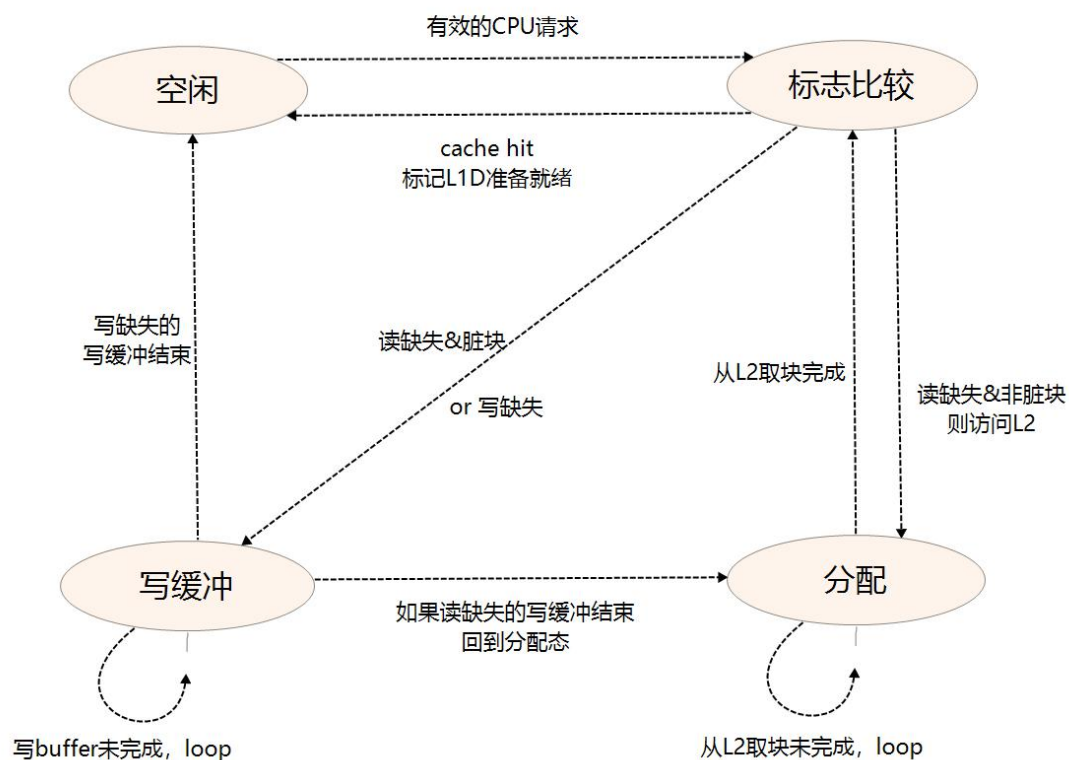 有效的CPU请求
空闲
标志比较
cache hit
标记L1D准备就绪
写缺失的
写缓冲结束
读缺失&脏块
or 写缺失
从L2取块完成
读缺失&非脏块
则访问L2
写缓冲
分配
如果读缺失的写缓冲结束
回到分配态
写buffer未完成，loop
从L2取块未完成，loop